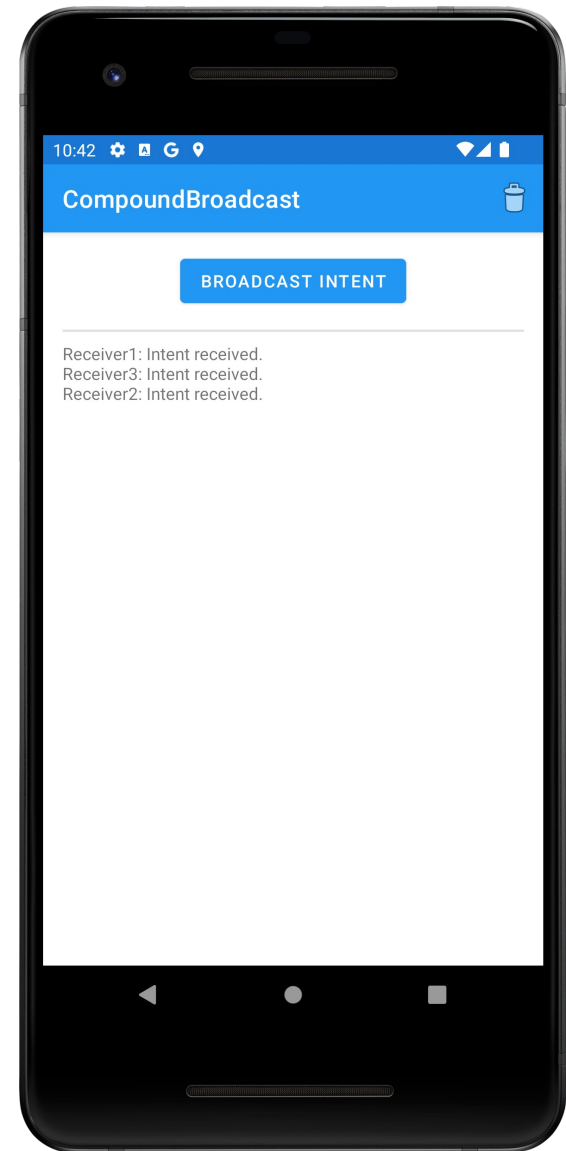 10:42 A G
CompoundBroadcast
BROADCAST INTENT
Receiver1: Intent received.
Receiver3: Intent received.
Receiver2: Intent received.